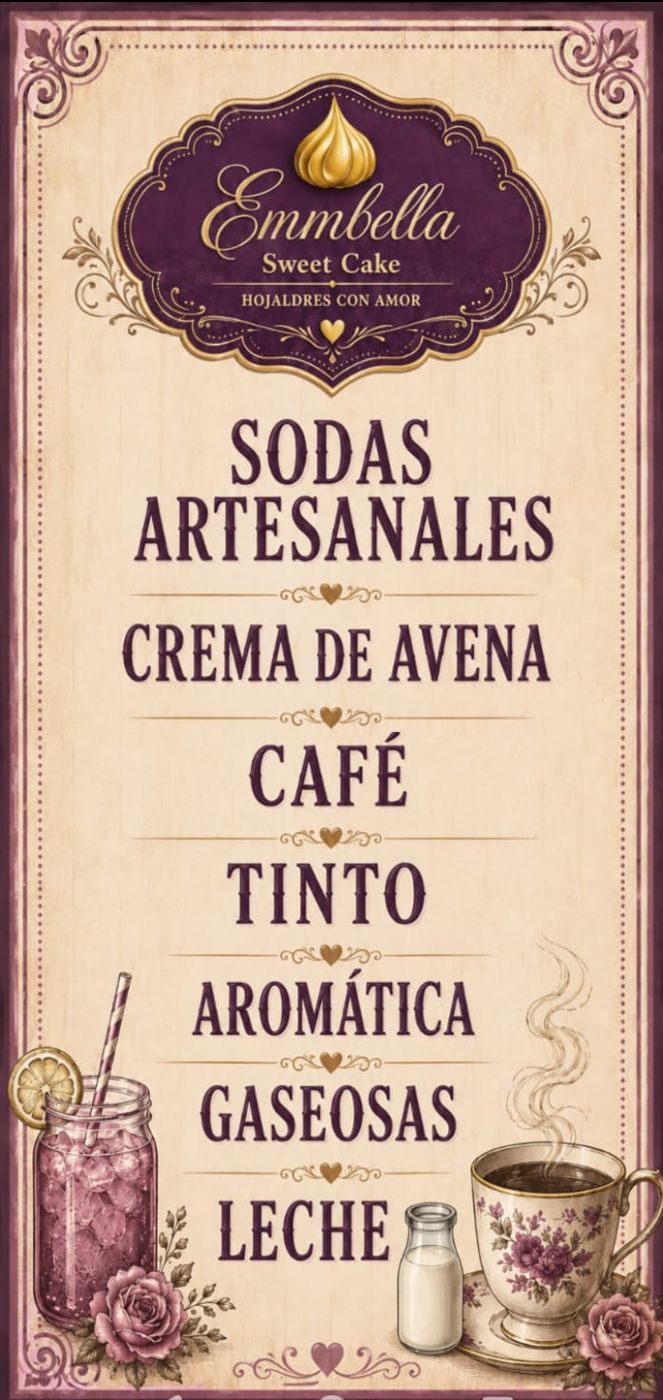 Emmbella
Sweet Cake
HOJALDRES CON AMOR
SODAS
ARTESANALES
CREMA DE AVENA
CAFÉ
TINTO
AROMÁTICA
GASEOSAS
LECHE